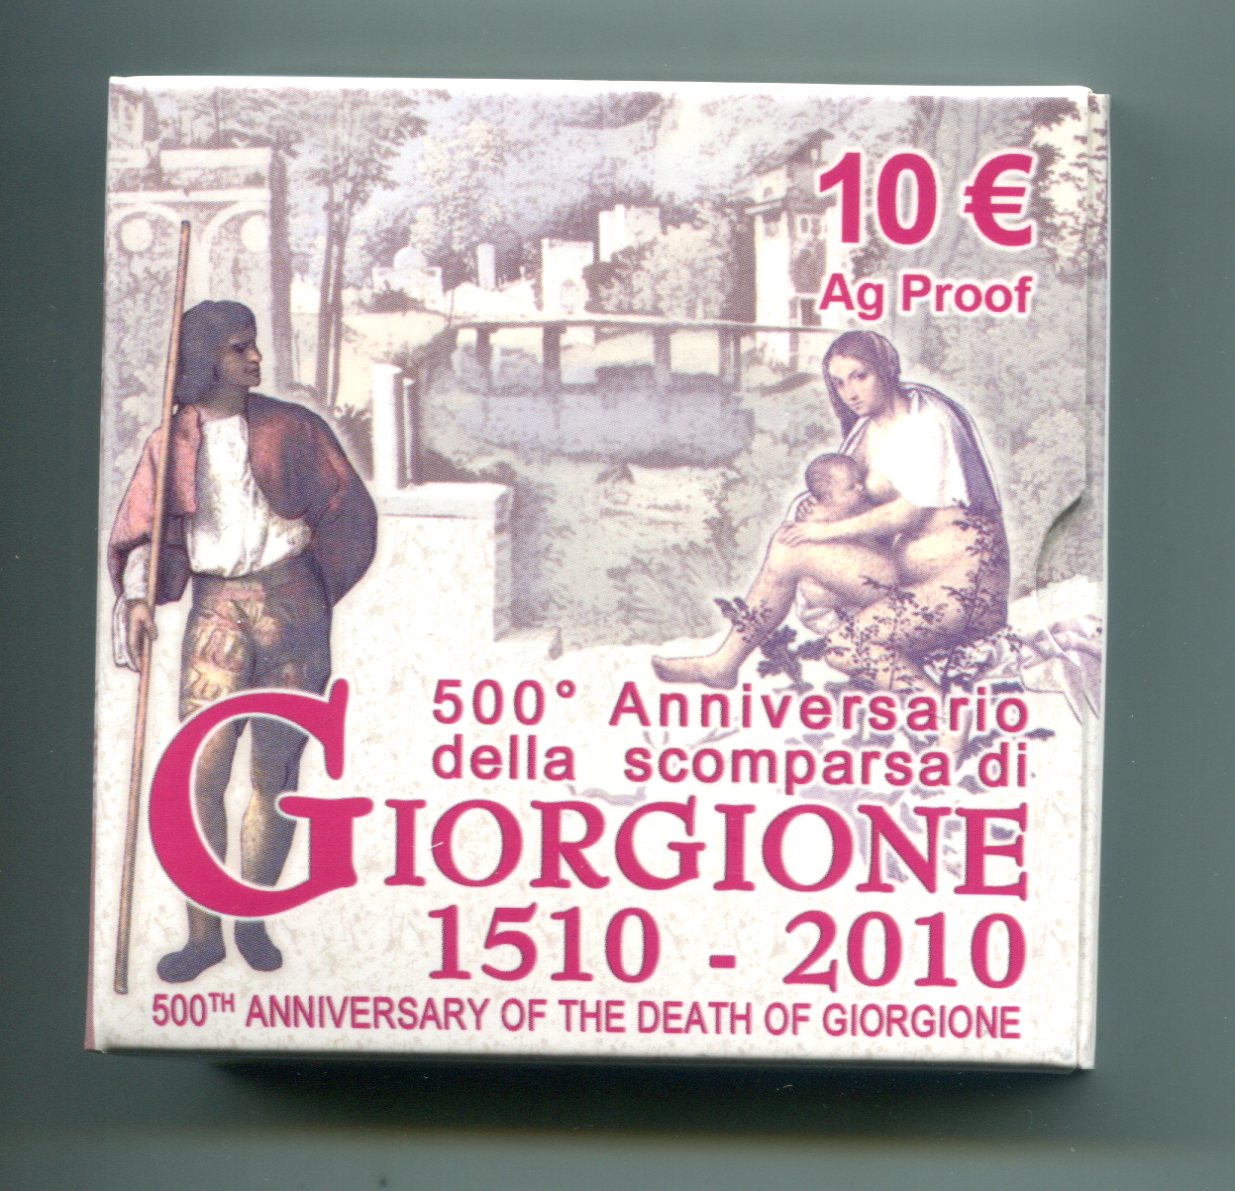 10 €
Ag Proof
500° Anniversario
della scomparsa di
GIORGIONE
1510 - 2010
500TH ANNIVERSARY OF THE DEATH OF GIORGIONE